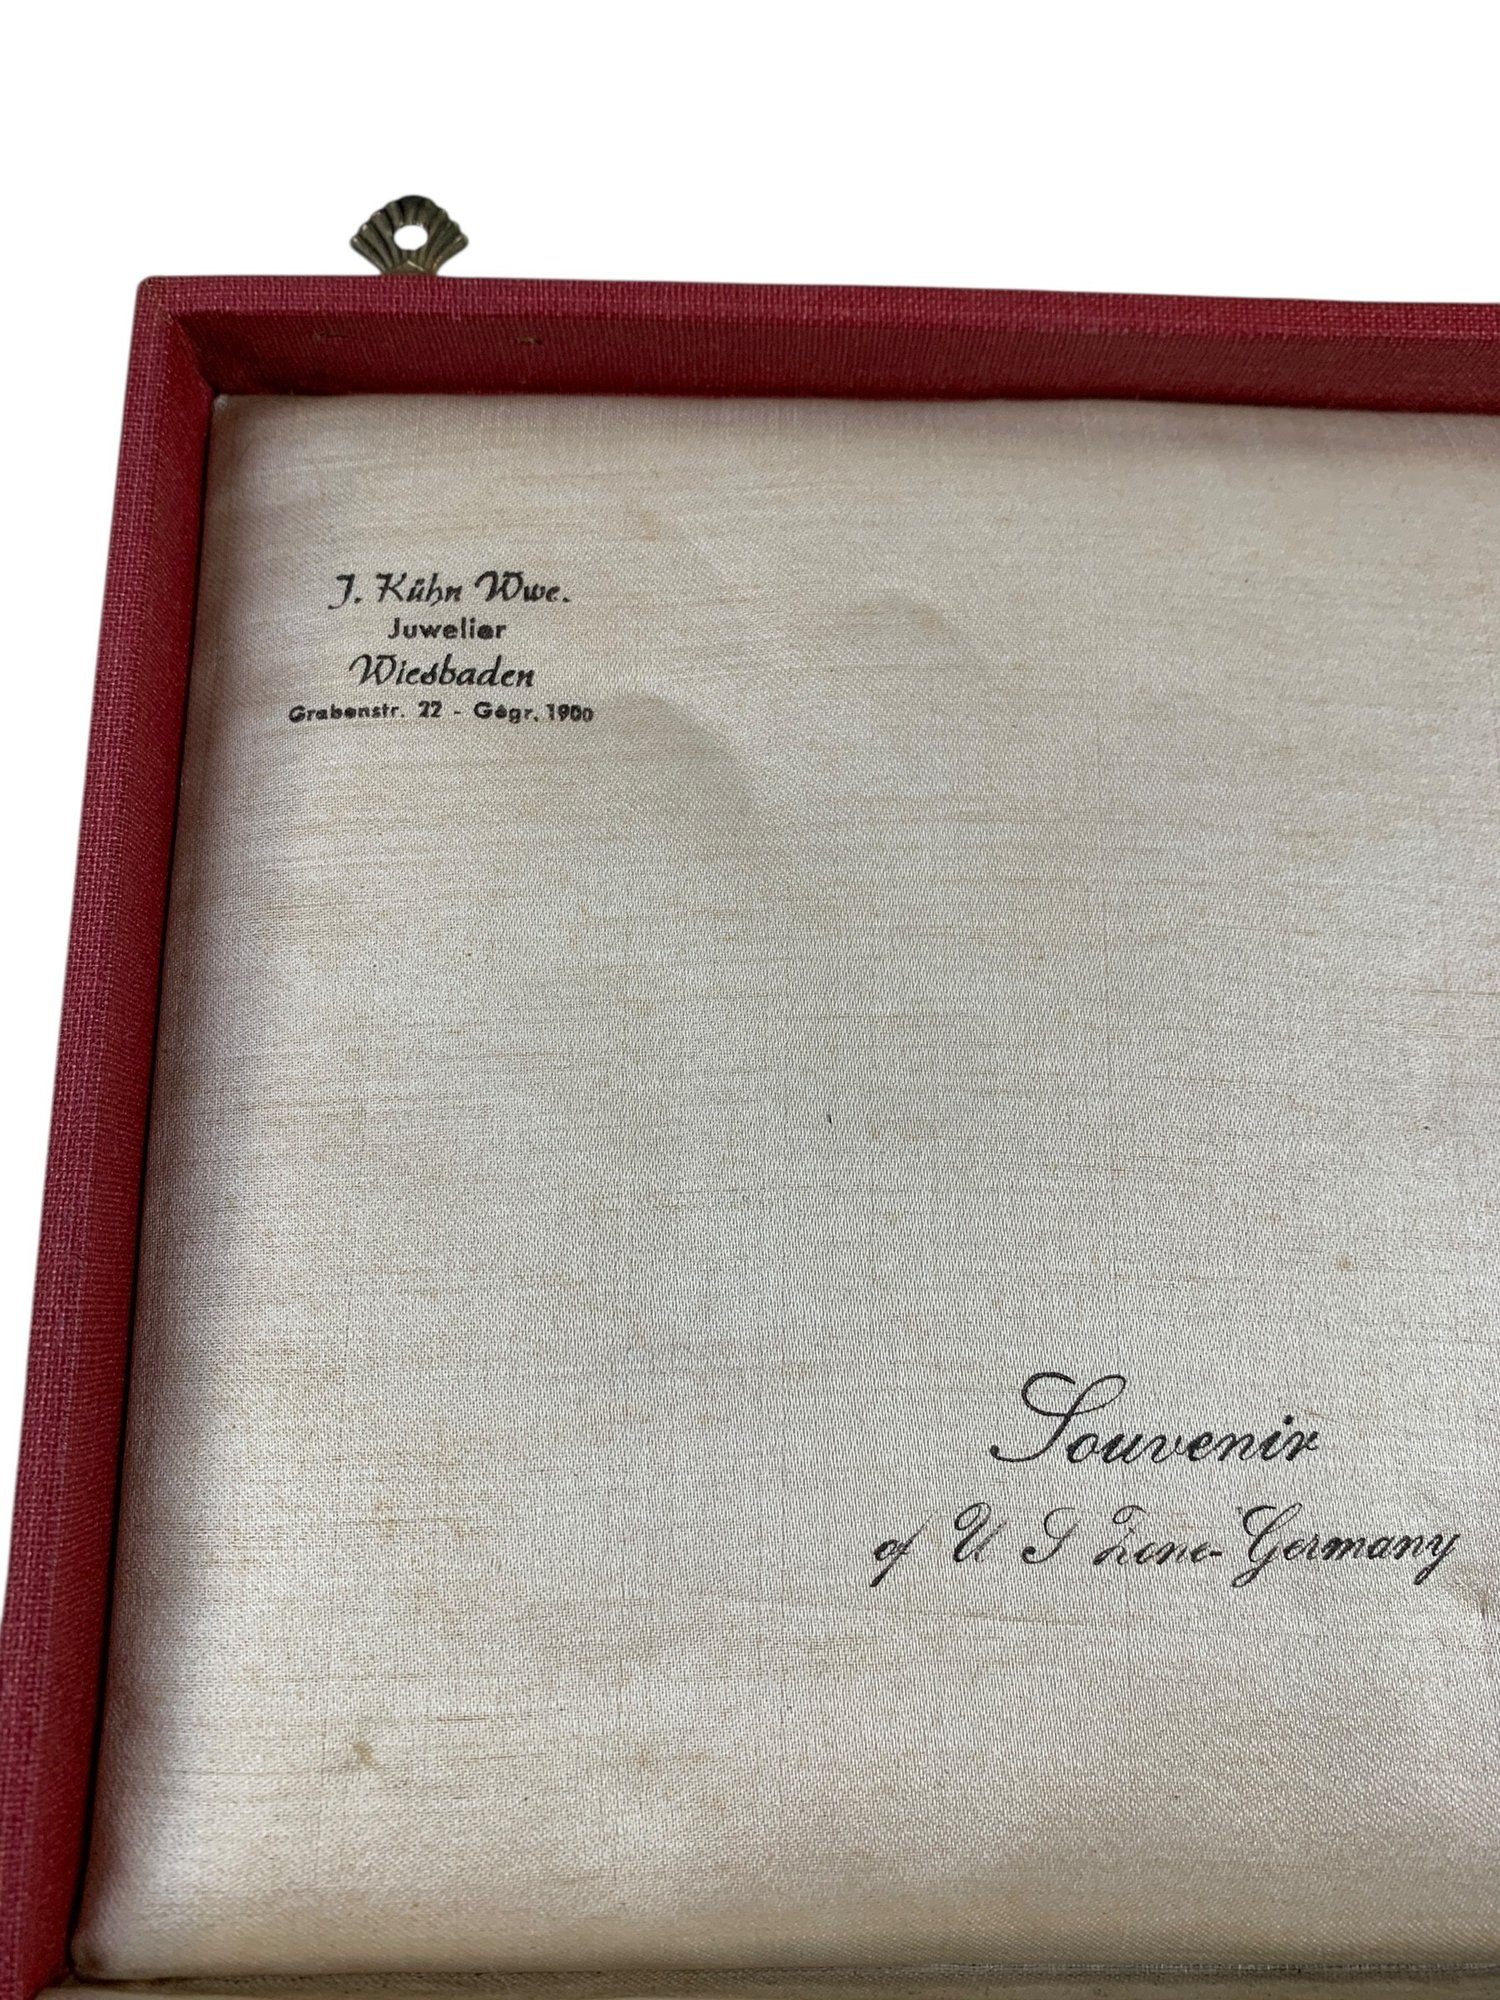 J. Kühn Wwe.
Juwelier
Wiesbaden
Grabenstr. 22 - Gegr. 1900
Souvenir
of U S Zone-Germany